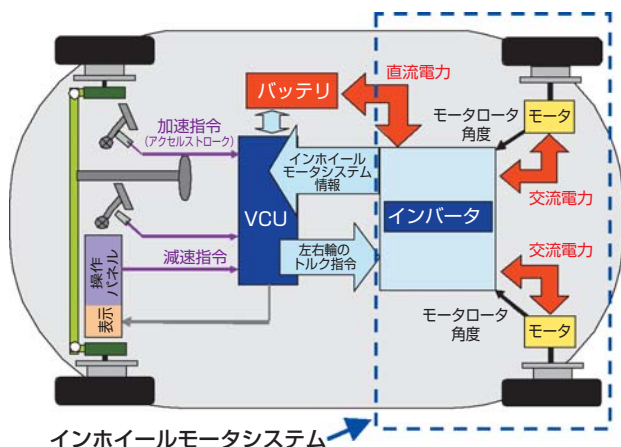 直流電力
バッテリ
モータロータ
角度
モータ
加速指令
(アクセルストローク)
インホイール
モータシステム
情報
交流電力
VCU
インバータ
左右輪の
トルク指令
交流電力
減速指令
操作
パネル
表示
モータロータ
角度
モータ
インホイールモータシステム